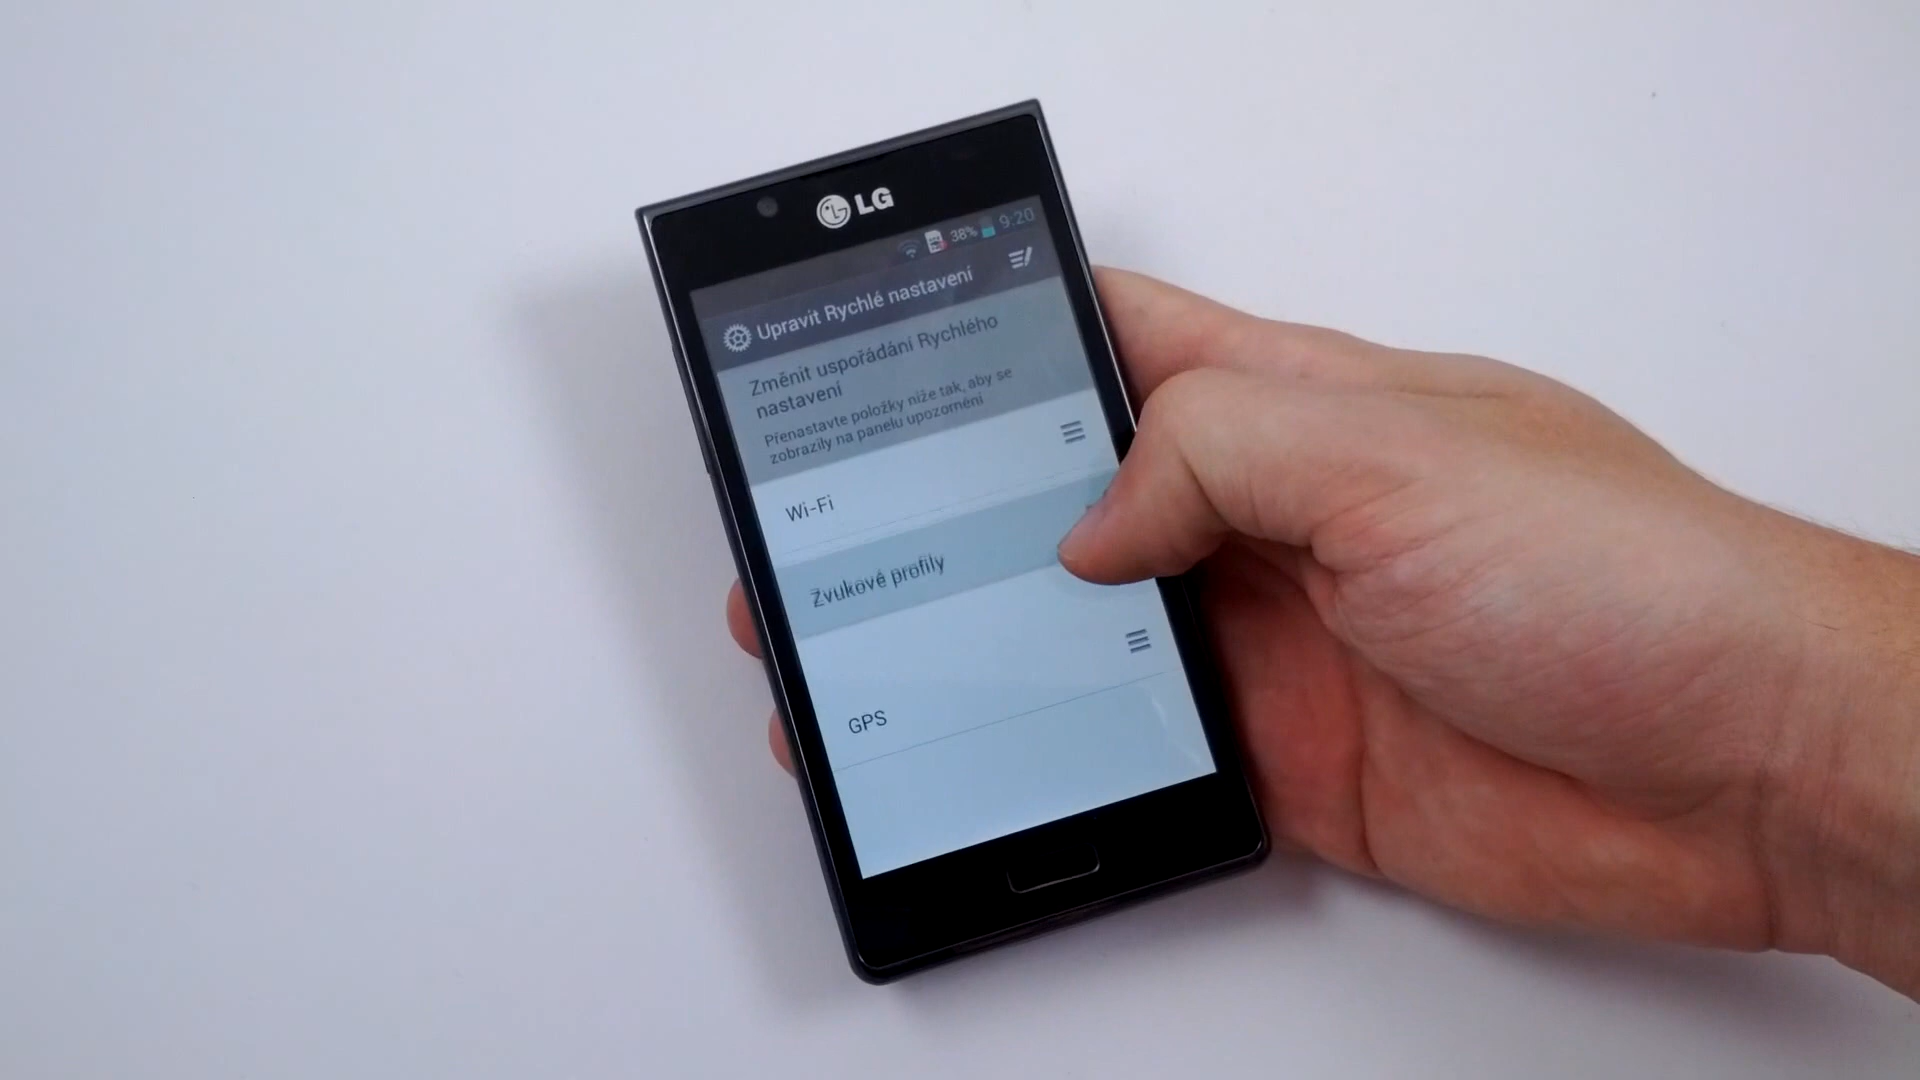 LG
38% 9:20
Upravit Rychlé nastavení
Změnit uspořádání Rychlého
nastavení
Přenastavte položky níže tak, aby se
zobrazily na panelu upozornění
Wi-Fi
Zvukové profily
GPS